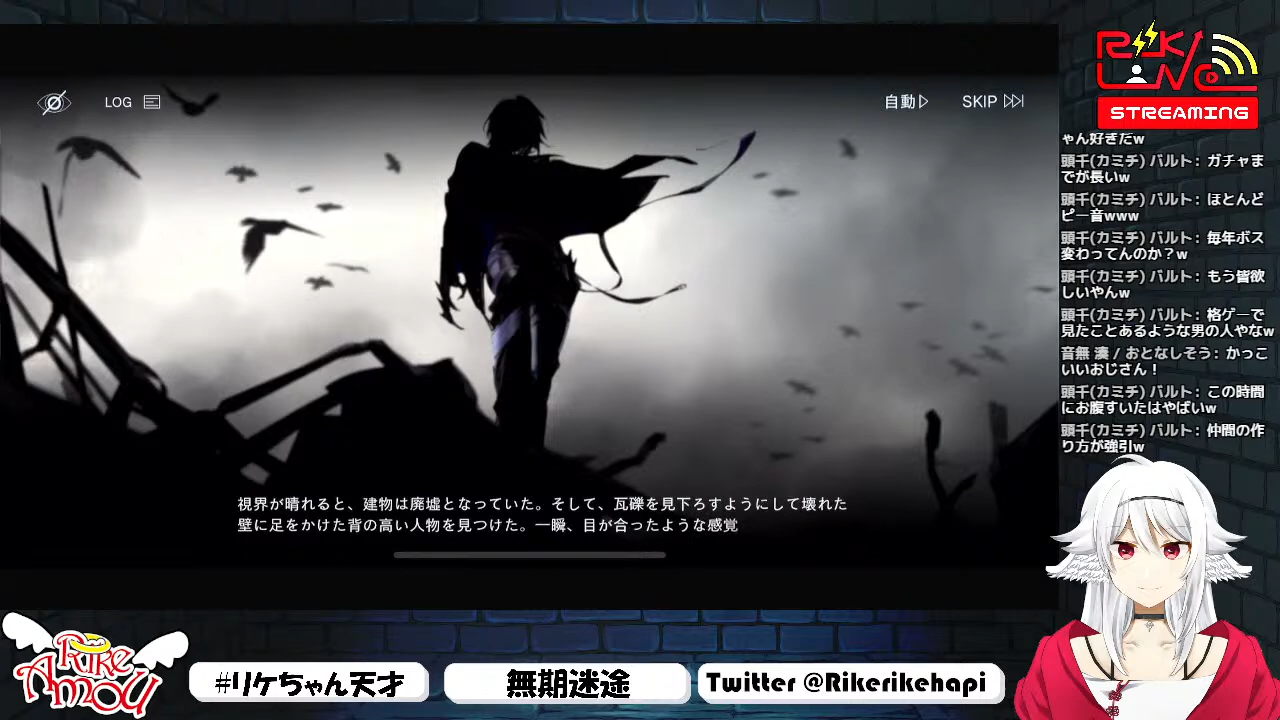 LOG
自動
SKIP
RIKE
LIVE
STREAMING
ゃん好きだw
頭千(カミチ) バルト: ガチャま
でが長いw
頭千(カミチ) バルト: ほとんど
ピー音www
頭千(カミチ) バルト: 毎年ボス
変わってんのか？w
頭千(カミチ) バルト: もう皆欲
しいやんw
頭千(カミチ) バルト: 格ゲーで
見たことあるような男の人やなw
音無 湊 / おとなしそう: かっこ
いいおじさん！
頭千(カミチ) バルト: この時間
にお腹すいたはやばいw
頭千(カミチ) バルト: 仲間の作
り方が強引w
視界が晴れると、建物は廃墟となっていた。そして、瓦礫を見下ろすようにして壊れた
壁に足をかけた背の高い人物を見つけた。一瞬、目が合ったような感覚
Rike
Amou
#リケちゃん天才
無期迷途
Twitter @Rikerikehapi